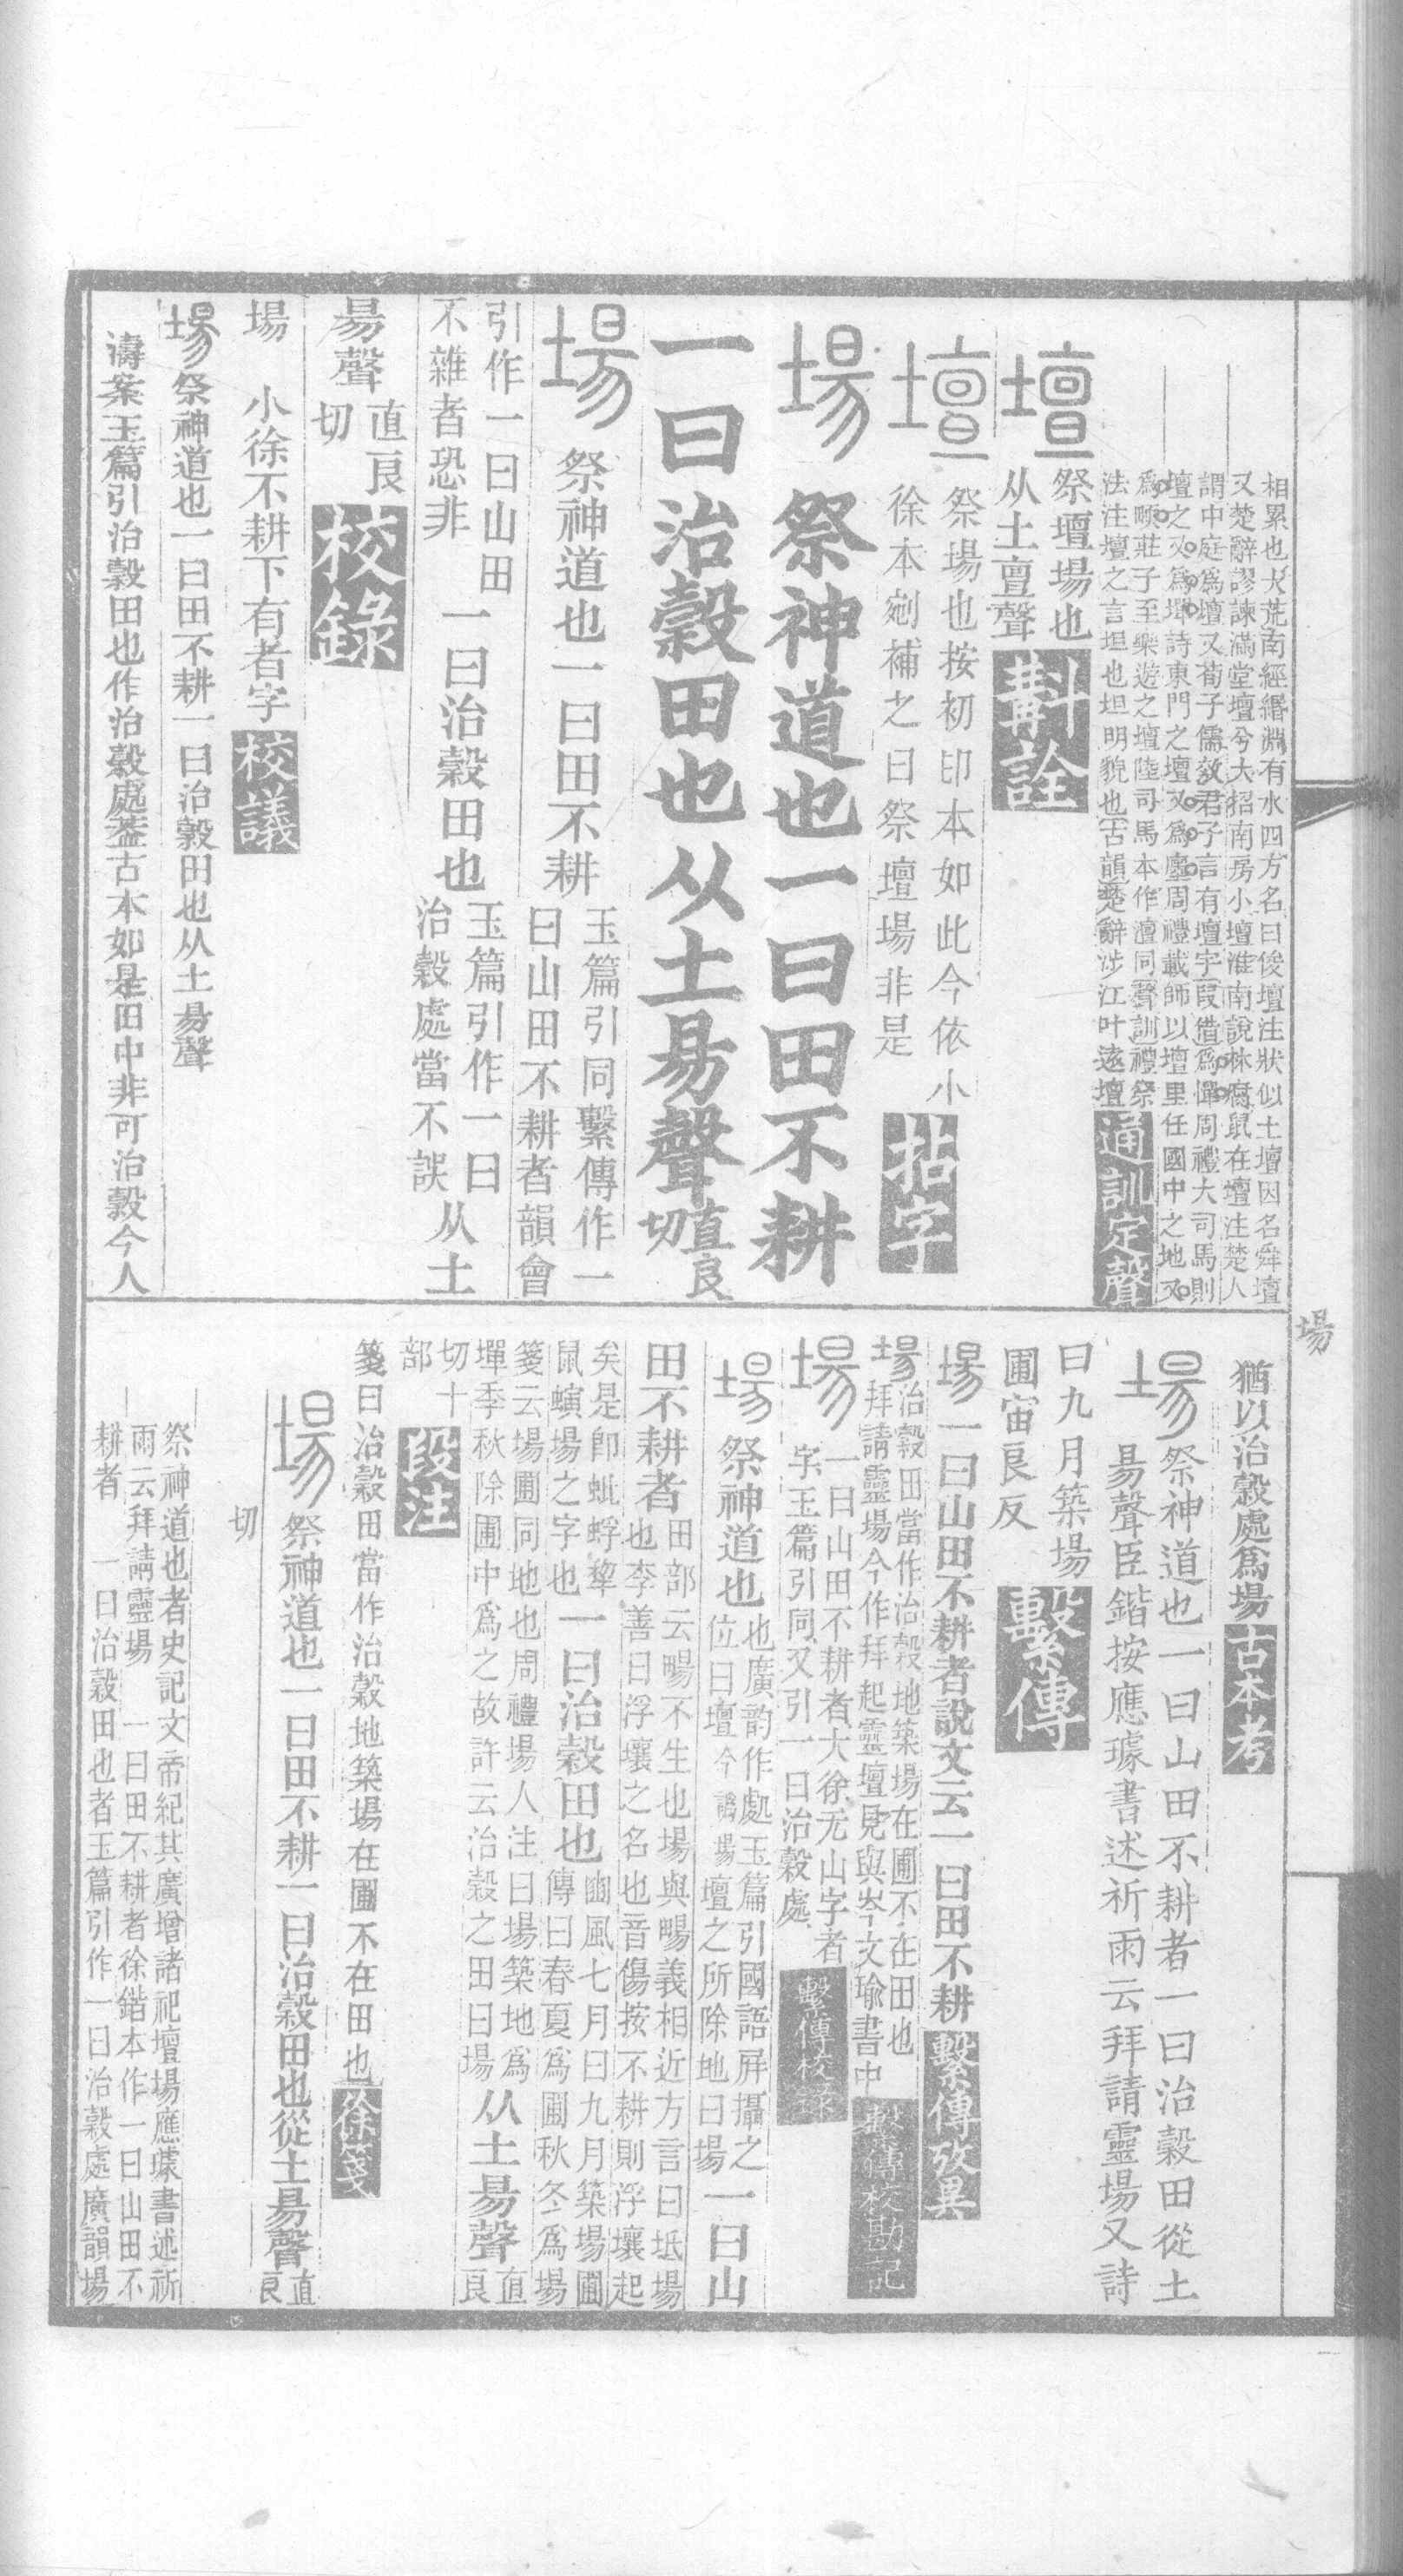 相累也大荒南經緡淵有水四方名曰俊壇注狀似土壇因名舜壇
又楚辭謬諫滿堂壇兮大招南房小壇淮南說林腐鼠在壇注楚人
謂中庭爲壇又荀子儒效君子言有壇宇叚借爲憚周禮大司馬則
壇之又爲墠詩東門之壇又爲廛周禮載師以壇里任國中之地又
爲嘽莊子至樂遊之壇陸司馬本作澶同聲訓禮祭
法注壇之言坦也坦明貌也古韻楚辭涉江叶遠壇通訓定聲
壇祭壇場也
从土亶聲斠詮
壇祭場也按初印本如此今依小
徐本剜補之曰祭壇場非是拈字
場祭神道也一曰田不耕
一曰治穀田也从土昜聲直良切
場祭神道也一曰田不耕玉篇引同繫傳作一
曰山田不耕者韻會
引作一曰山田
不雜者恐非一曰治穀田也玉篇引作一曰
治穀處當不誤从土
昜聲直良切校錄
場 小徐不耕下有者字校議
場祭神道也一曰田不耕一曰治穀田也从土昜聲
濤案玉篇引治穀田也作治穀處葢古本如是田中非可治穀今人
場
猶以治穀處爲場古本考
場祭神道也一曰山田不耕者一曰治穀田從土
昜聲臣鍇按應璩書述祈雨云拜請靈場又詩
曰九月築場
圃宙良反繫傳
場一曰山田不耕者說文云一曰田不耕繫傳攷異
場治穀田當作治穀地築場在圃不在田也
拜請靈場今作拜起靈壇見與岑文瑜書中繫傳校勘記
場一曰山田不耕者大徐无山字者
字玉篇引同又引一曰治穀處繫傳校錄
場祭神道也也廣韵作處玉篇引國語屏攝之
位曰壇今譌場壇之所除地曰場一曰山
田不耕者田部云畼不生也場與畼義相近方言曰坻場
也李善曰浮壤之名也音傷按不耕則浮壤起
矣是卽蚍蜉犂
鼠螾場之字也一曰治穀田也豳風七月曰九月築場圃
傳曰春夏爲圃秋冬爲場
箋云場圃同地也周禮場人注曰場築地爲
墠季秋除圃中爲之故許云治穀之田曰場从土昜聲直良
切十
部段注
箋曰治穀田當作治穀地築場在圃不在田也徐箋
場祭神道也一曰田不耕一曰治穀田也從土昜聲直良
切
祭神道也者史記文帝紀其廣增諸祀壇場應璩書述祈
雨云拜請靈場 一曰田不耕者徐鍇本作一曰山田不
耕者 一曰治穀田也者玉篇引作一曰治穀處廣韻場